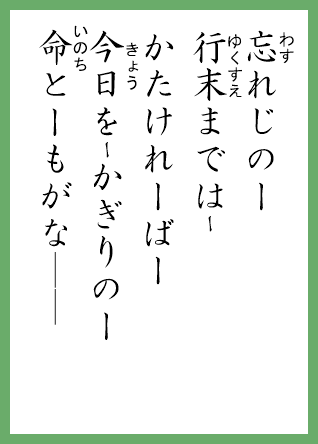 忘れじのー
行末までは~
かたけれーばー
今日を~かぎりのー
命とーもがな――
わす
ゆくすえ
きょう
いのち